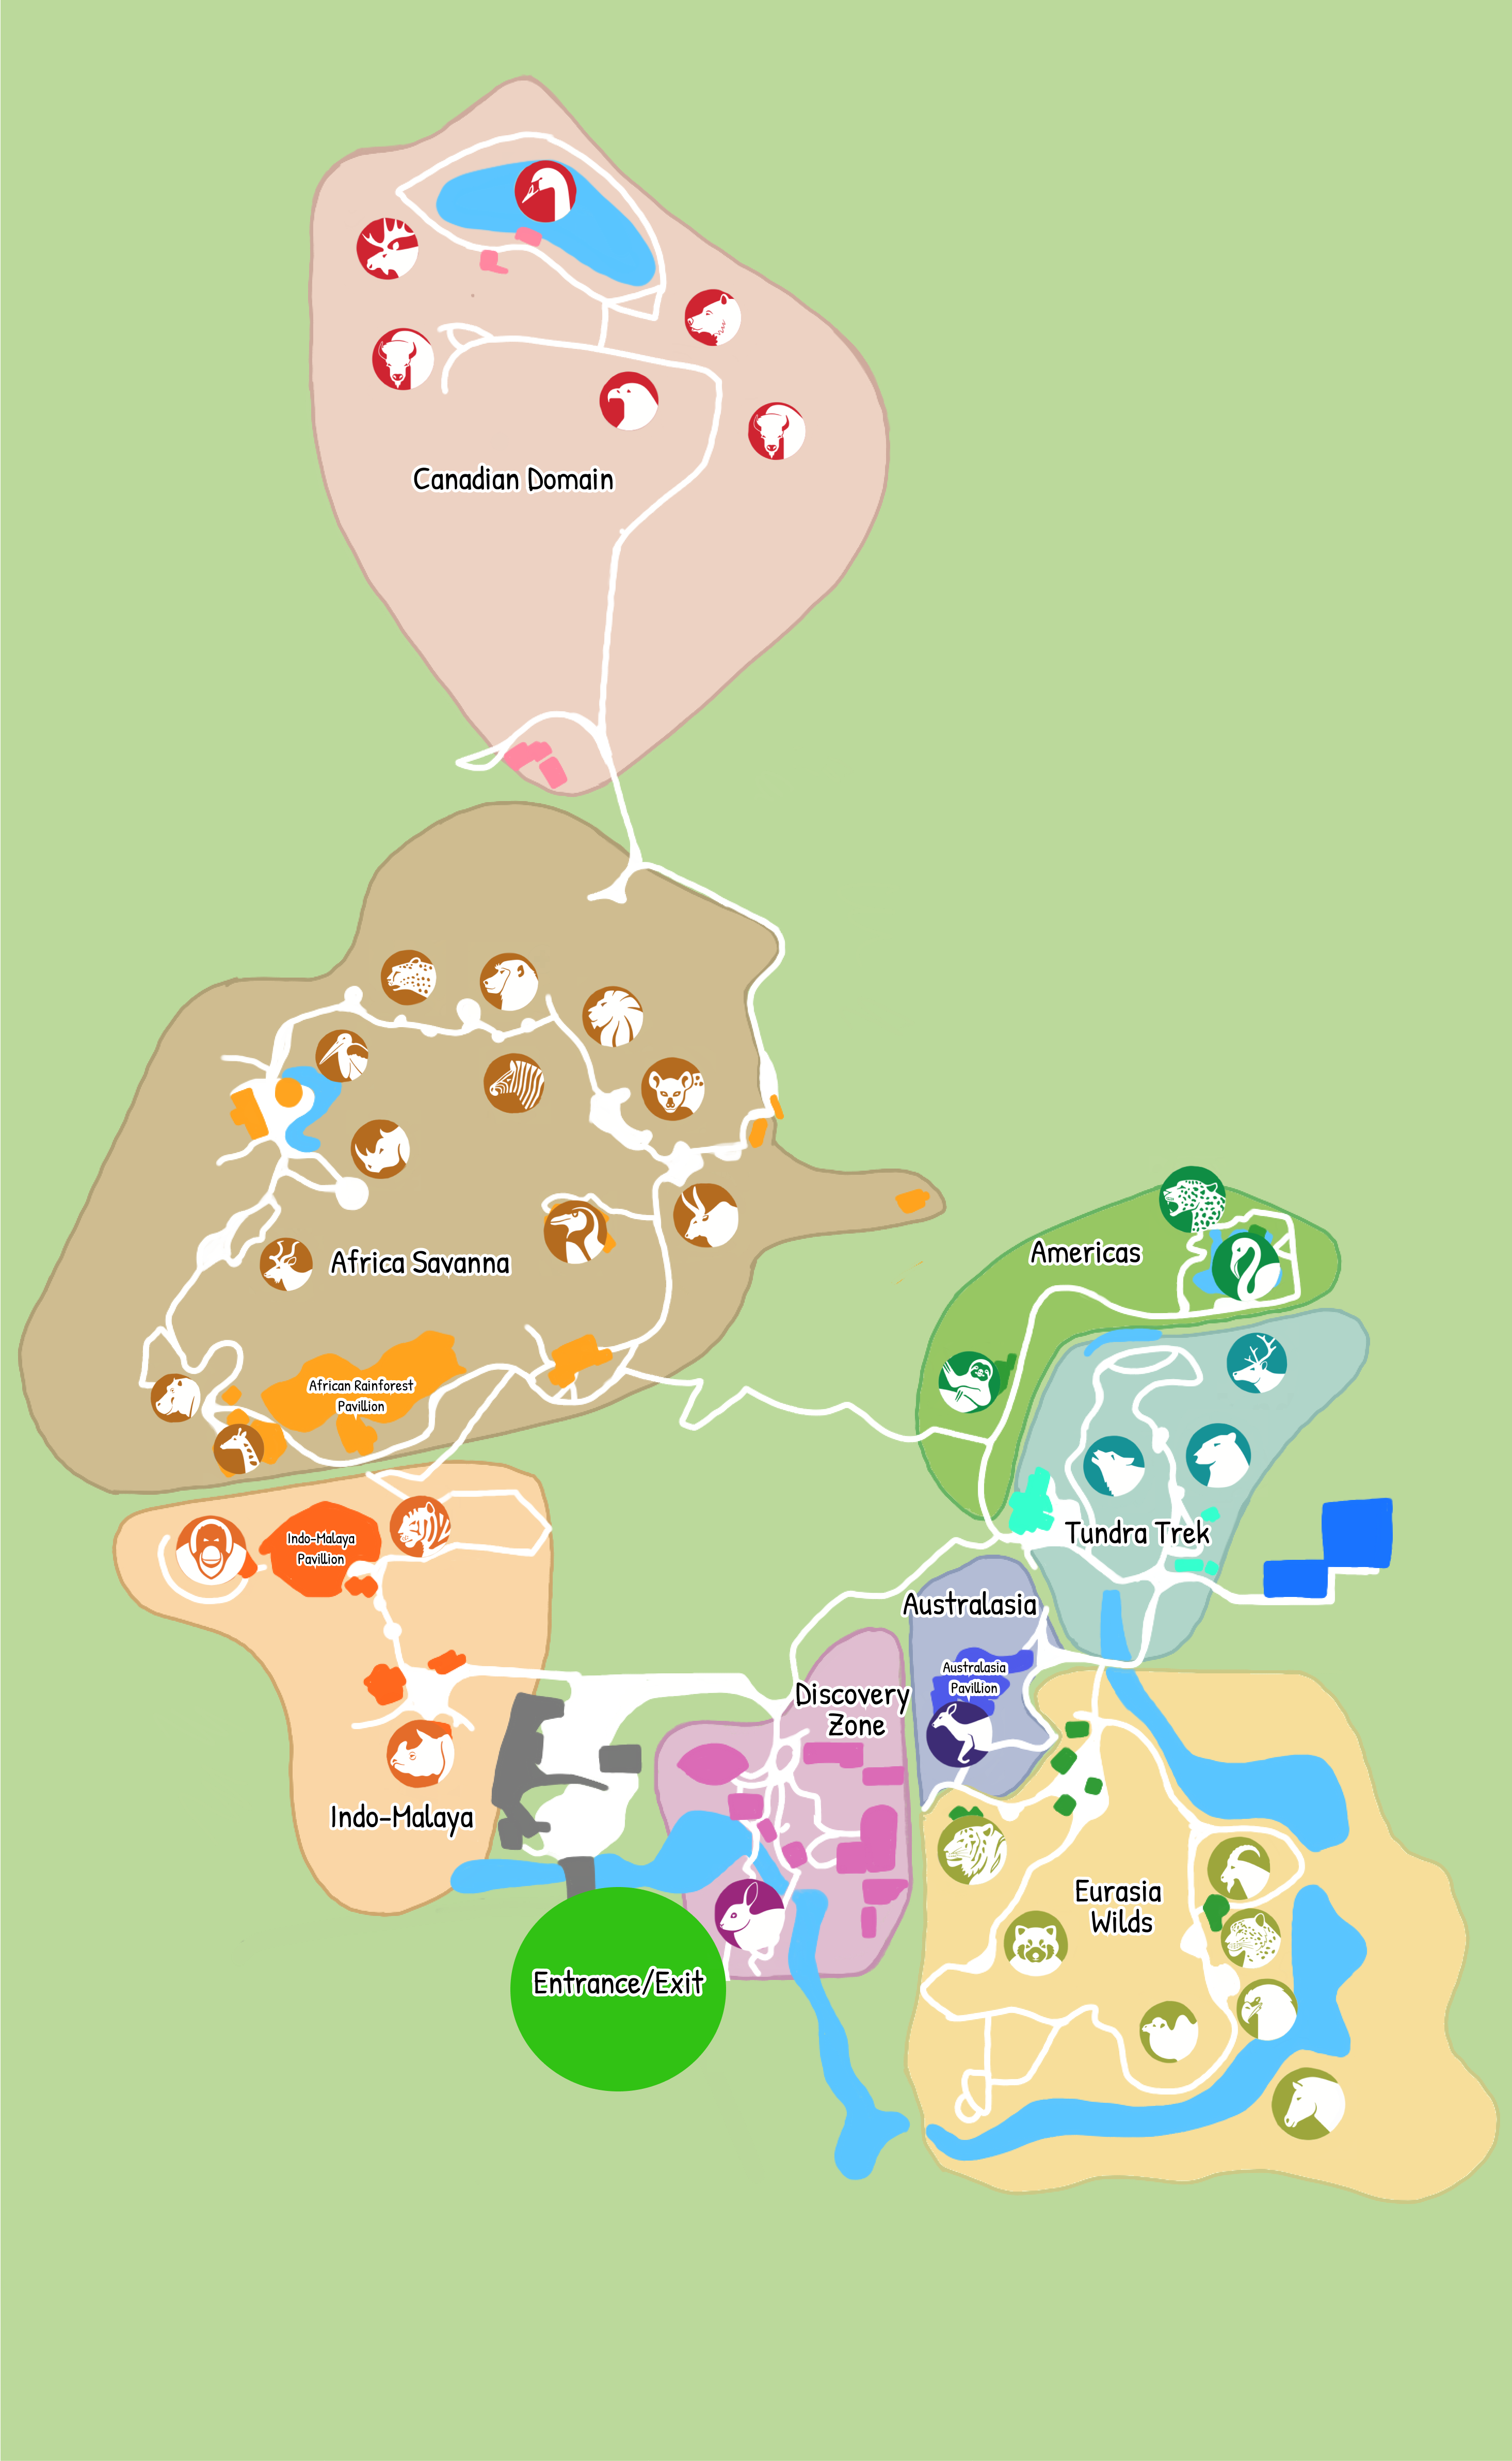 Canadian Domain
Americas
Africa Savanna
African Rainforest
Pavillion
Tundra Trek
Indo-Malaya
Pavillion
Australasia
Australasia
Pavillion
Discovery
Zone
Indo-Malaya
Eurasia
Wilds
Entrance/Exit